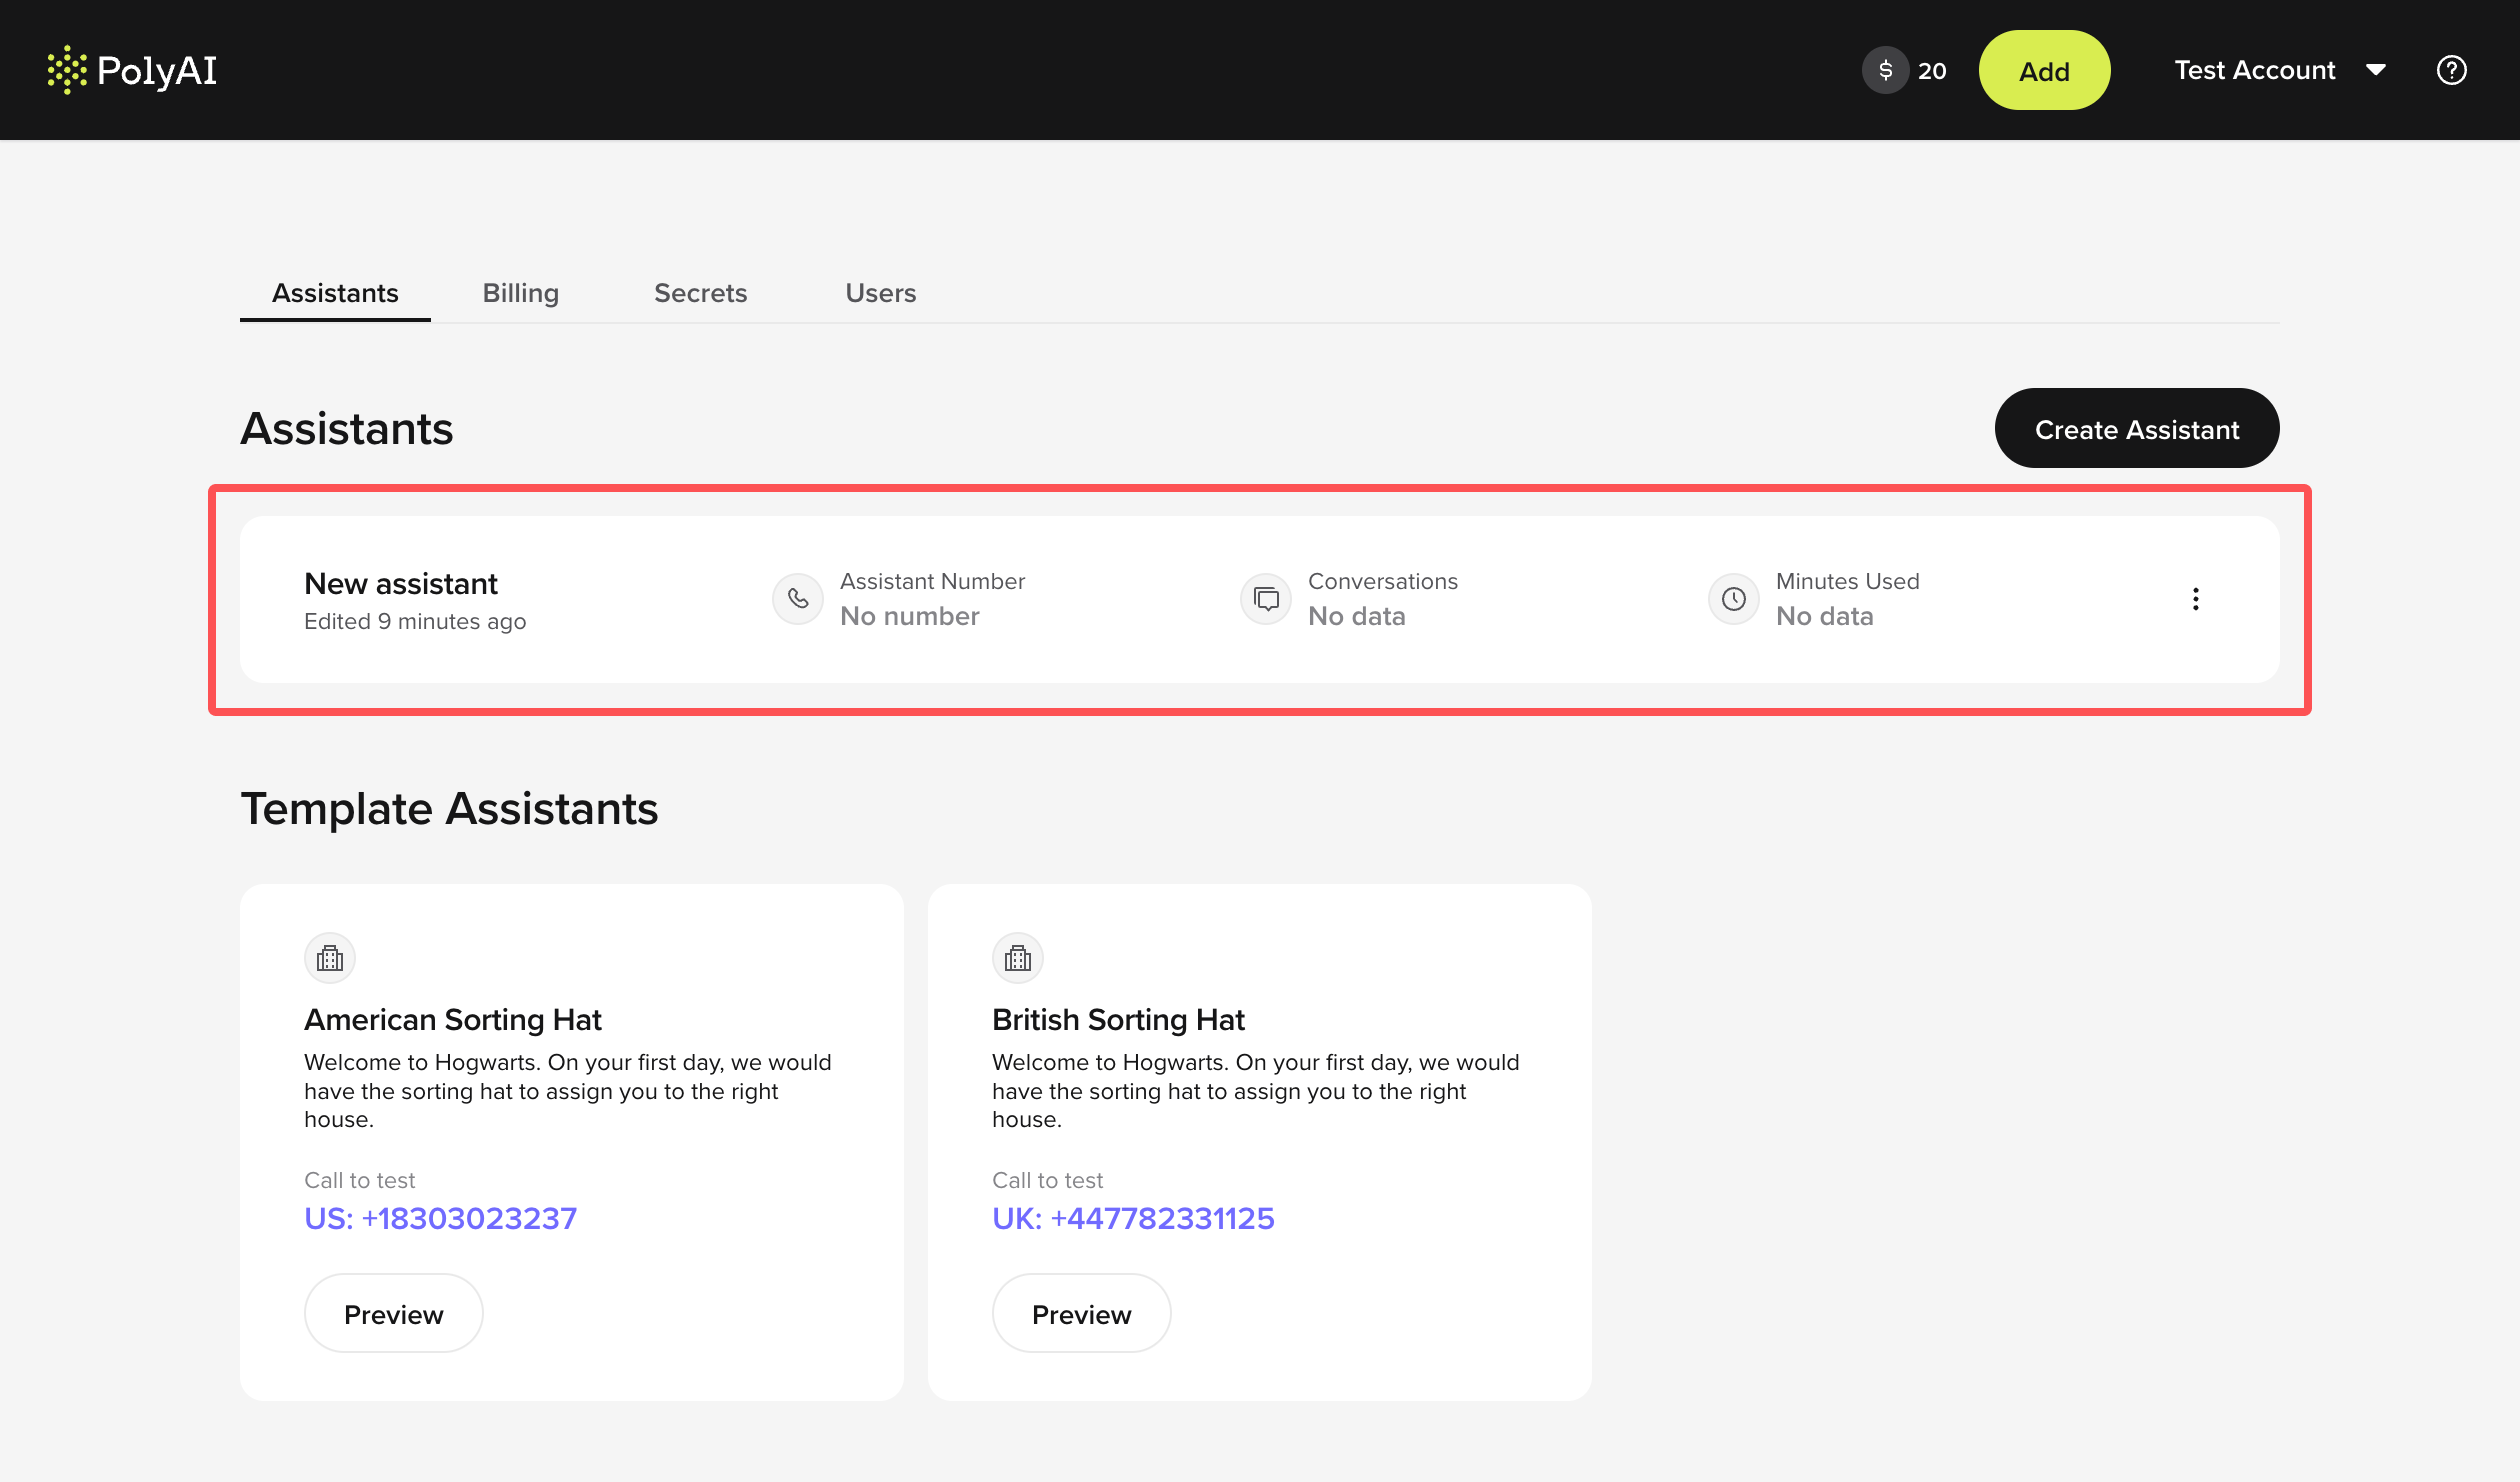 PolyAI
$ 20
Add
Test Account
?
Assistants
Billing
Secrets
Users
Assistants
Create Assistant
New assistant
Edited 9 minutes ago
Assistant Number
No number
Conversations
No data
Minutes Used
No data
Template Assistants
American Sorting Hat
Welcome to Hogwarts. On your first day, we would
have the sorting hat to assign you to the right
house.
Call to test
US: +18303023237
Preview
British Sorting Hat
Welcome to Hogwarts. On your first day, we would
have the sorting hat to assign you to the right
house.
Call to test
UK: +447782331125
Preview